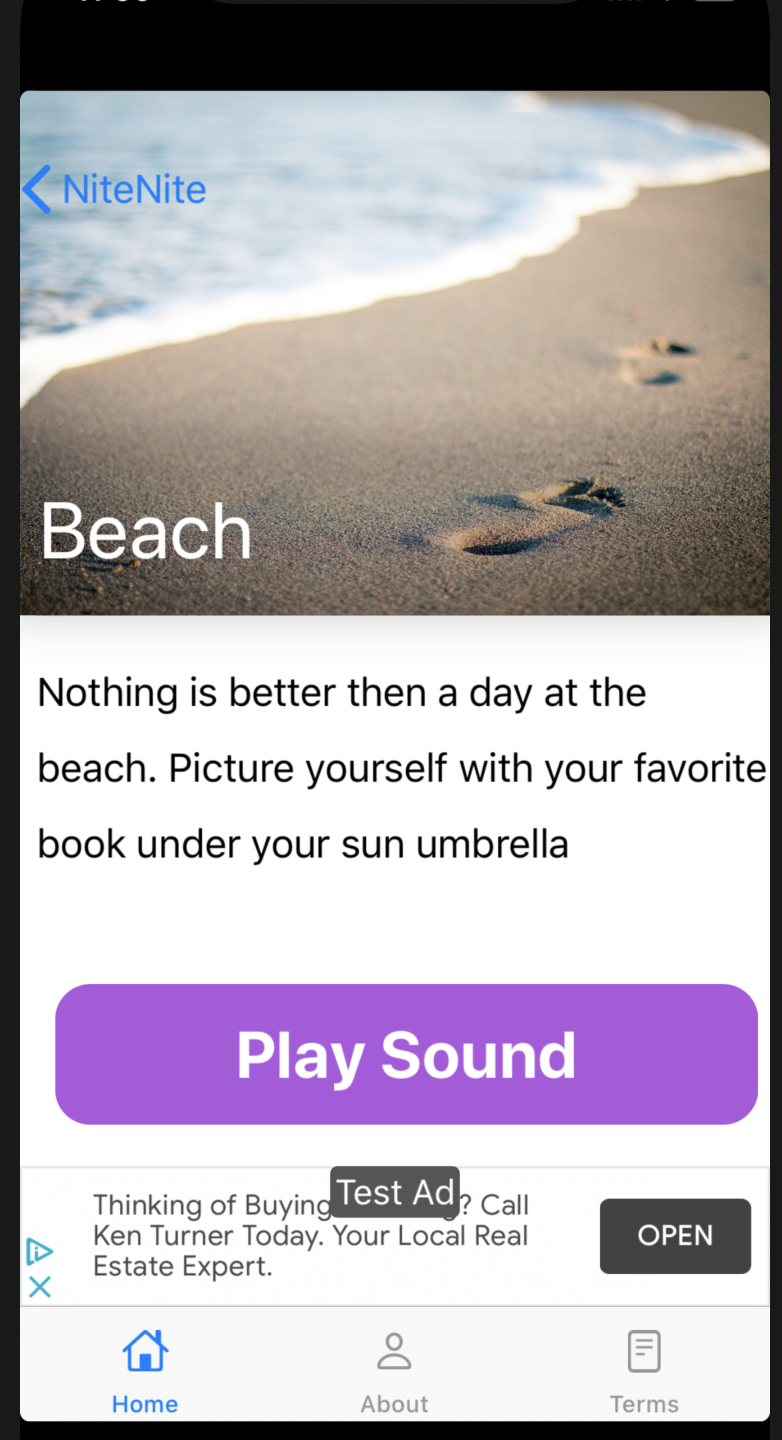 NiteNite
Beach
Nothing is better then a day at the
beach. Picture yourself with your favorite
book under your sun umbrella
Play Sound
Test Ad
Thinking of Buying ? Call
Ken Turner Today. Your Local Real
Estate Expert.
OPEN
Home
About
Terms